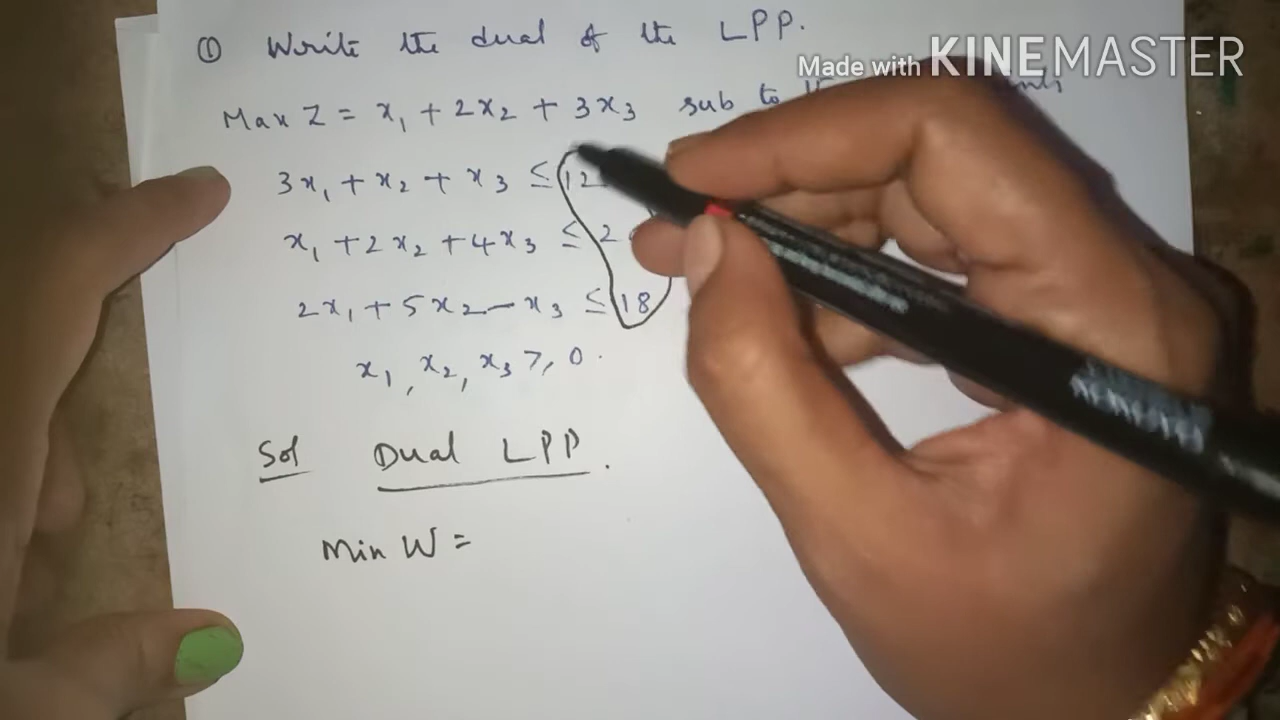 ① Write the dual of the LPP.
Made with KINEMASTER
Max Z = x₁ + 2x₂ + 3x₃ sub to
3x₁ + x₂ + x₃ ≤ 12
x₁ + 2x₂ + 4x₃ ≤ 2
2x₁ + 5x₂ - x₃ ≤ 18
x₁, x₂, x₃ ≥, 0.
Sol Dual LPP.
Min W =